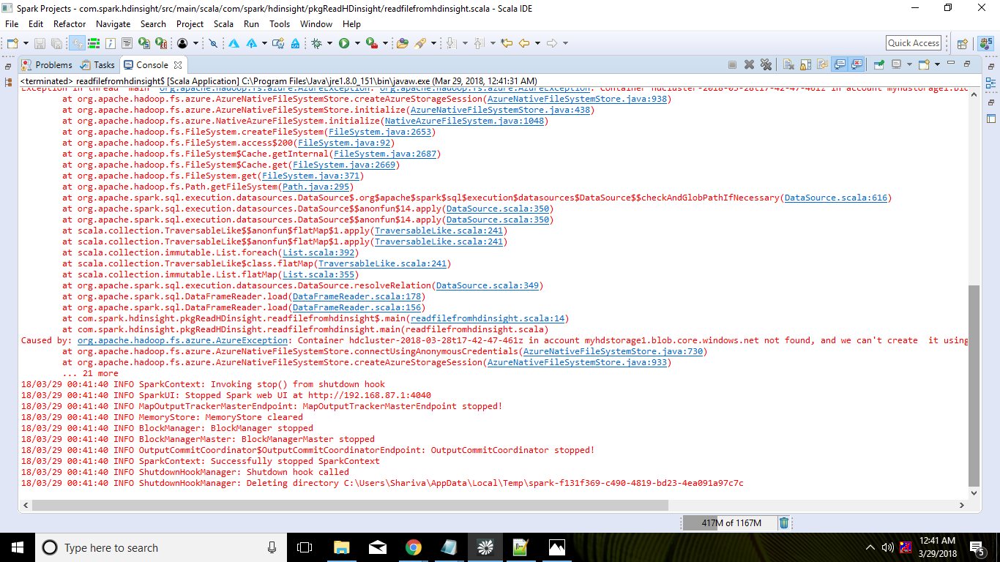 Spark Projects - com.spark.hdinsight/src/main/scala/com/spark/hdinsight/pkgReadHDinsight/readfilefromhdinsight.scala - Scala IDE
File Edit Refactor Navigate Search Project Scala Run Tools Window Help
Quick Access
Problems Tasks Console
<terminated> readfilefromhdinsight$ [Scala Application] C:\Program Files\Java\jre1.8.0_151\bin\javaw.exe (Mar 29, 2018, 12:41:31 AM)
Exception in thread "main" org.apache.hadoop.fs.azure.AzureException: org.apache.hadoop.fs.azure.AzureException: Container hdcluster-2018-03-28t17-42-47-461z in account myhdstorage1.blo
at org.apache.hadoop.fs.azure.AzureNativeFileSystemStore.createAzureStorageSession(AzureNativeFileSystemStore.java:938)
at org.apache.hadoop.fs.azure.AzureNativeFileSystemStore.initialize(AzureNativeFileSystemStore.java:438)
at org.apache.hadoop.fs.azure.NativeAzureFileSystem.initialize(NativeAzureFileSystem.java:1048)
at org.apache.hadoop.fs.FileSystem.createFileSystem(FileSystem.java:2653)
at org.apache.hadoop.fs.FileSystem.access$200(FileSystem.java:92)
at org.apache.hadoop.fs.FileSystem$Cache.getInternal(FileSystem.java:2687)
at org.apache.hadoop.fs.FileSystem$Cache.get(FileSystem.java:2669)
at org.apache.hadoop.fs.FileSystem.get(FileSystem.java:371)
at org.apache.hadoop.fs.Path.getFileSystem(Path.java:295)
at org.apache.spark.sql.execution.datasources.DataSource$.org$apache$spark$sql$execution$datasources$DataSource$$checkAndGlobPathIfNecessary(DataSource.scala:616)
at org.apache.spark.sql.execution.datasources.DataSource$$anonfun$14.apply(DataSource.scala:350)
at org.apache.spark.sql.execution.datasources.DataSource$$anonfun$14.apply(DataSource.scala:350)
at scala.collection.TraversableLike$$anonfun$flatMap$1.apply(TraversableLike.scala:241)
at scala.collection.TraversableLike$$anonfun$flatMap$1.apply(TraversableLike.scala:241)
at scala.collection.immutable.List.foreach(List.scala:392)
at scala.collection.TraversableLike$class.flatMap(TraversableLike.scala:241)
at scala.collection.immutable.List.flatMap(List.scala:355)
at org.apache.spark.sql.execution.datasources.DataSource.resolveRelation(DataSource.scala:349)
at org.apache.spark.sql.DataFrameReader.load(DataFrameReader.scala:178)
at org.apache.spark.sql.DataFrameReader.load(DataFrameReader.scala:156)
at com.spark.hdinsight.pkgReadHDinsight.readfilefromhdinsight$.main(readfilefromhdinsight.scala:14)
at com.spark.hdinsight.pkgReadHDinsight.readfilefromhdinsight.main(readfilefromhdinsight.scala)
Caused by: org.apache.hadoop.fs.azure.AzureException: Container hdcluster-2018-03-28t17-42-47-461z in account myhdstorage1.blob.core.windows.net not found, and we can't create  it using
at org.apache.hadoop.fs.azure.AzureNativeFileSystemStore.connectUsingAnonymousCredentials(AzureNativeFileSystemStore.java:730)
at org.apache.hadoop.fs.azure.AzureNativeFileSystemStore.createAzureStorageSession(AzureNativeFileSystemStore.java:933)
... 21 more
18/03/29 00:41:40 INFO SparkContext: Invoking stop() from shutdown hook
18/03/29 00:41:40 INFO SparkUI: Stopped Spark web UI at http://192.168.87.1:4040
18/03/29 00:41:40 INFO MapOutputTrackerMasterEndpoint: MapOutputTrackerMasterEndpoint stopped!
18/03/29 00:41:40 INFO MemoryStore: MemoryStore cleared
18/03/29 00:41:40 INFO BlockManager: BlockManager stopped
18/03/29 00:41:40 INFO BlockManagerMaster: BlockManagerMaster stopped
18/03/29 00:41:40 INFO OutputCommitCoordinator$OutputCommitCoordinatorEndpoint: OutputCommitCoordinator stopped!
18/03/29 00:41:40 INFO SparkContext: Successfully stopped SparkContext
18/03/29 00:41:40 INFO ShutdownHookManager: Shutdown hook called
18/03/29 00:41:40 INFO ShutdownHookManager: Deleting directory C:\Users\Shariva\AppData\Local\Temp\spark-f131f369-c490-4819-bd23-4ea091a97c7c
417M of 1167M
Type here to search
12:41 AM
3/29/2018
5